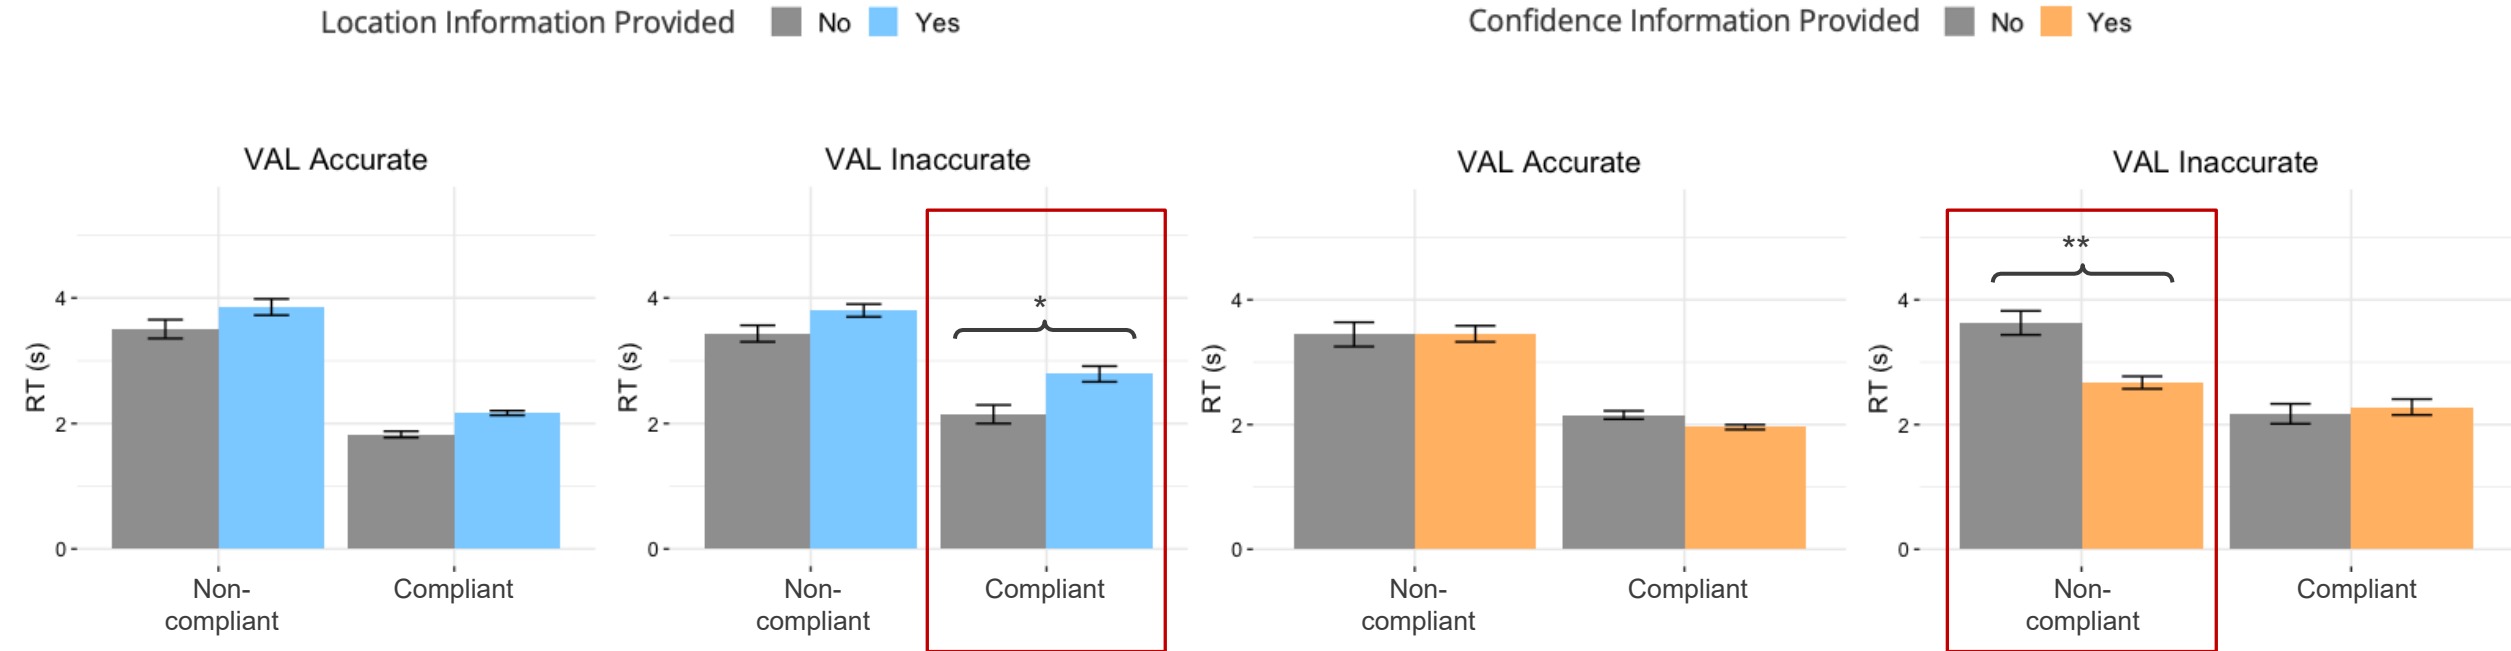 Location Information Provided No Yes
Confidence Information Provided No Yes
VAL Accurate
RT (s)
4
2
0
Non-
compliant
Compliant
VAL Inaccurate
RT (s)
4
2
0
*
Non-
compliant
Compliant
VAL Accurate
RT (s)
4
2
0
Non-
compliant
Compliant
VAL Inaccurate
RT (s)
4
2
0
**
Non-
compliant
Compliant